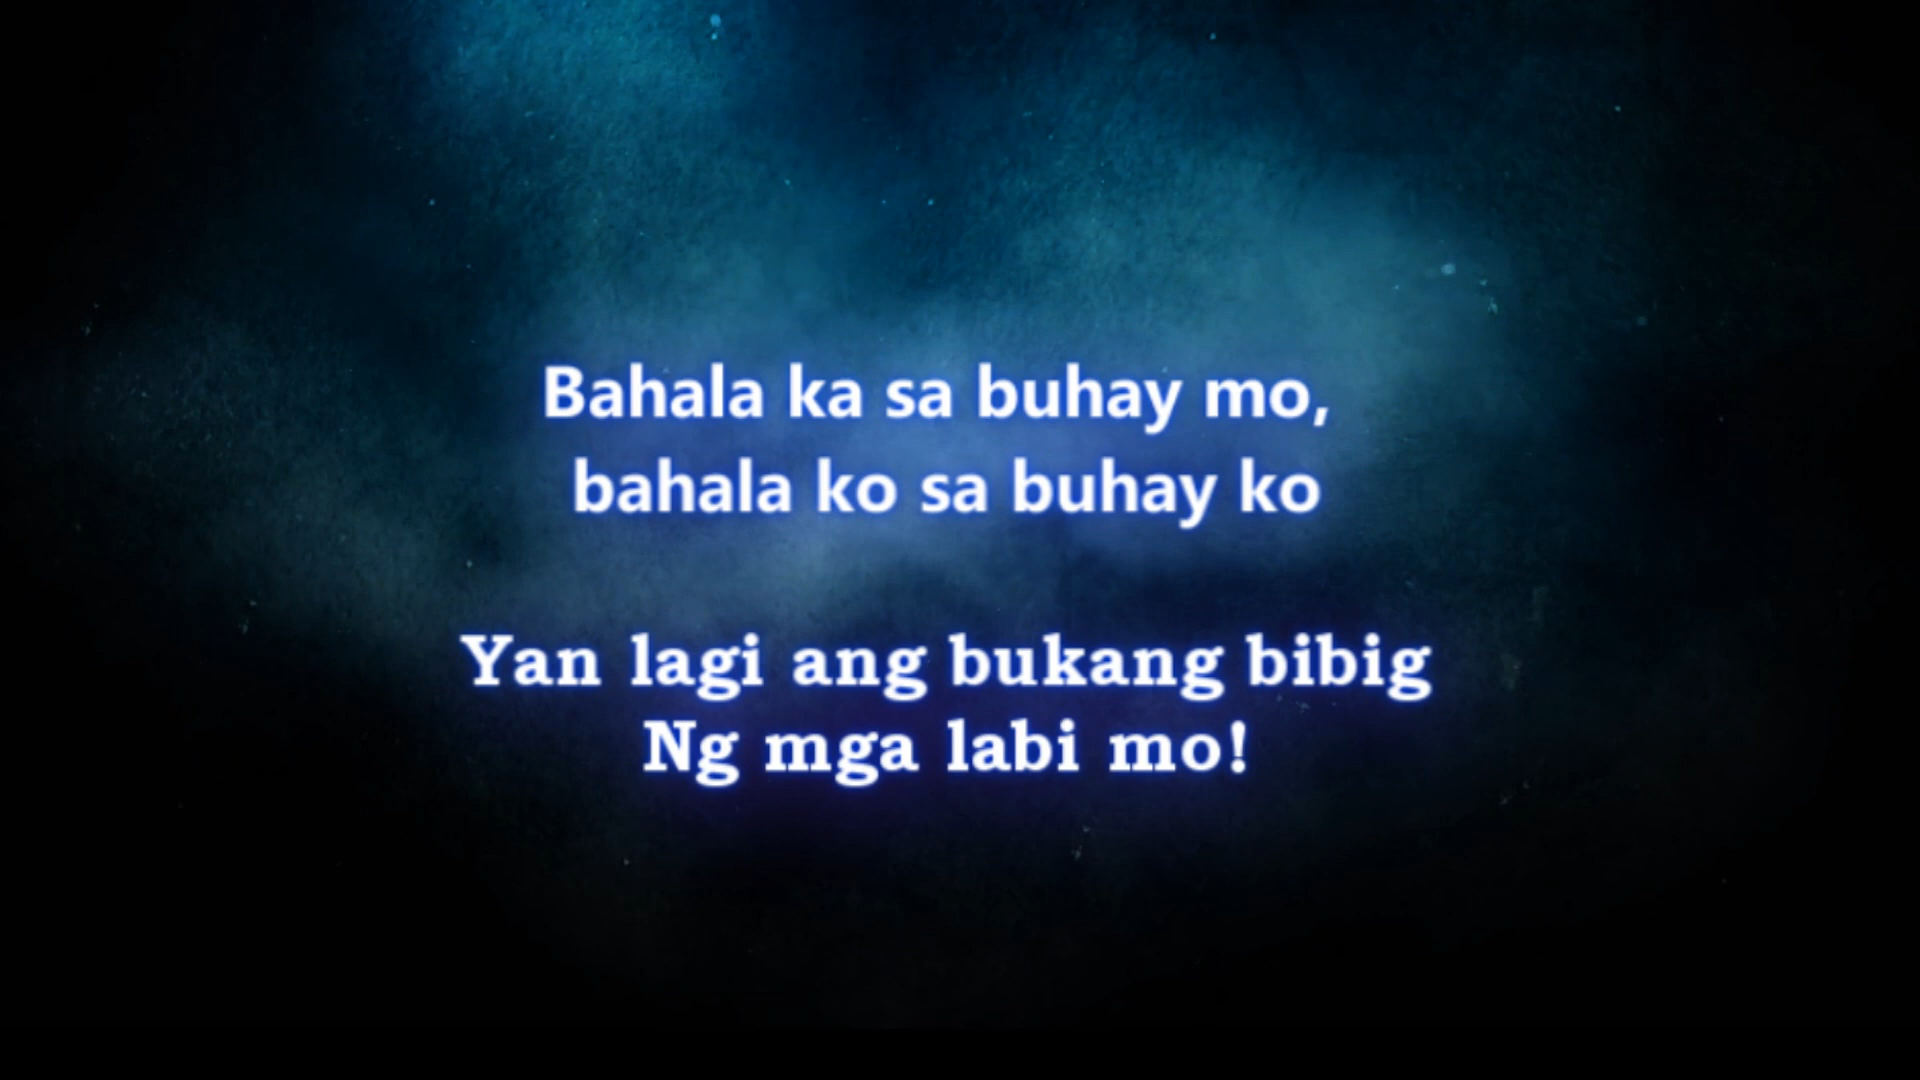 Bahala ka sa buhay mo,
bahala ko sa buhay ko
Yan lagi ang bukang bibig
Ng mga labi mo!